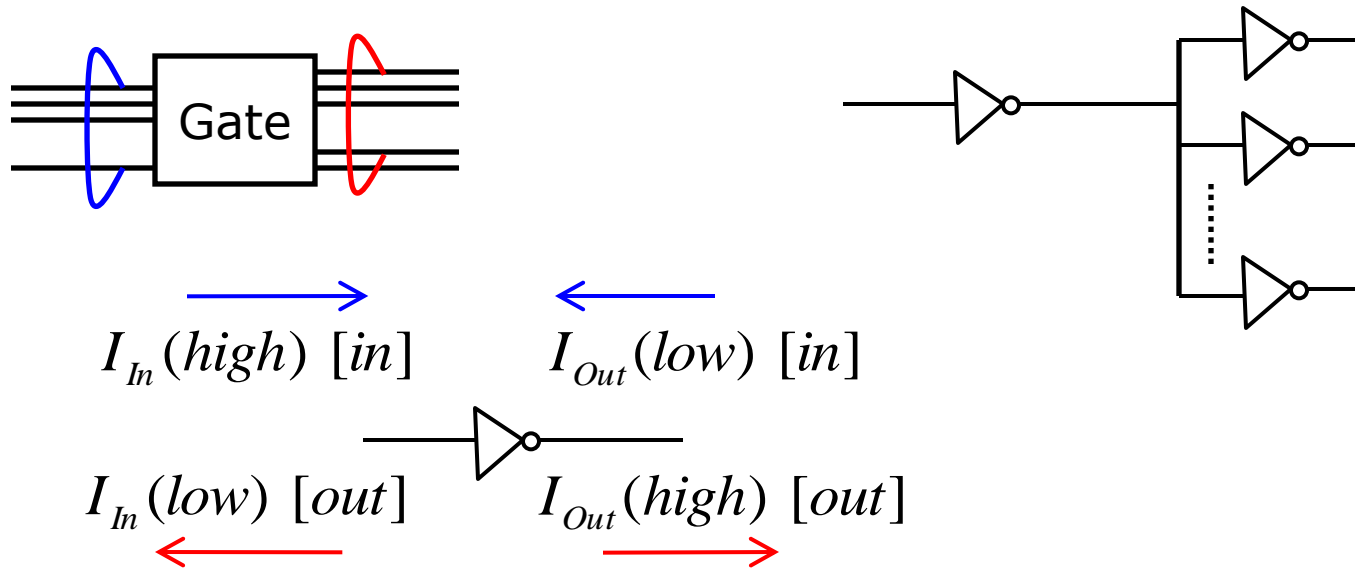 Gate
I_In (high) [in] I_Out (low) [in]
I_In (low) [out] I_Out (high) [out]